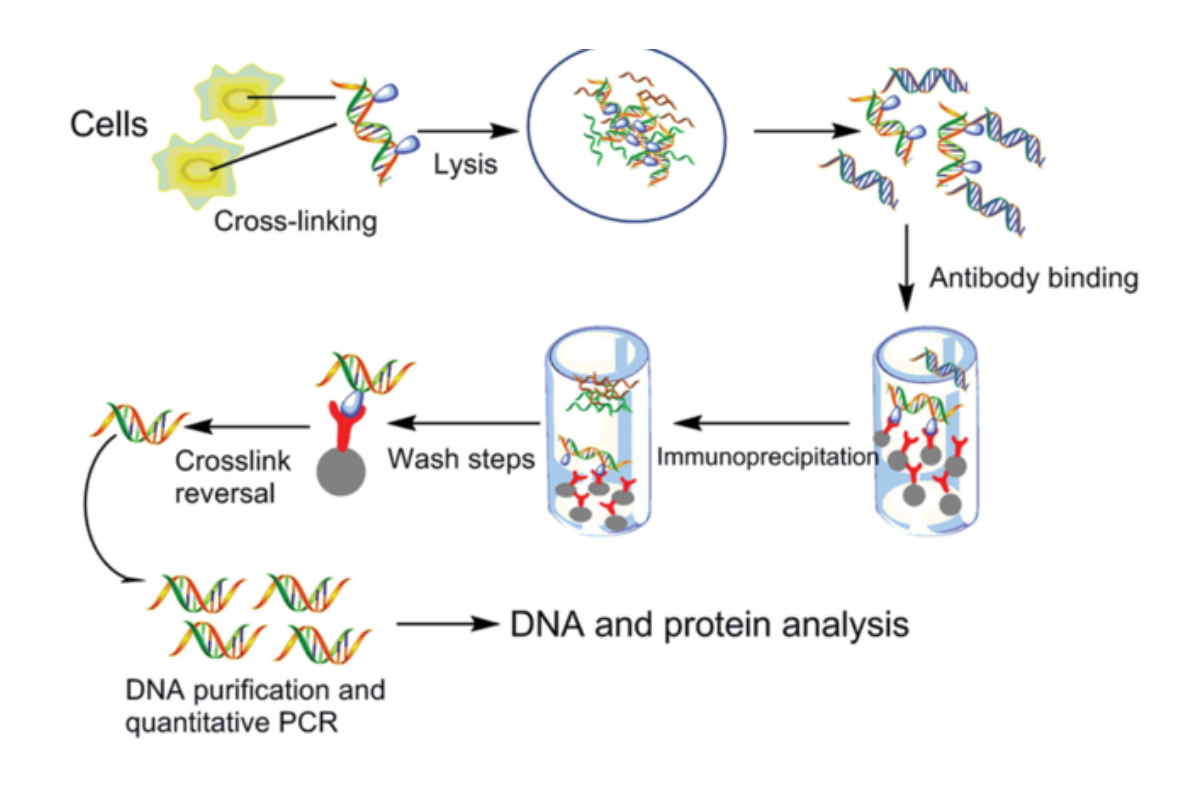 Cells
Cross-linking
Lysis
Antibody binding
Immunoprecipitation
Wash steps
Crosslink
reversal
DNA purification and
quantitative PCR
DNA and protein analysis